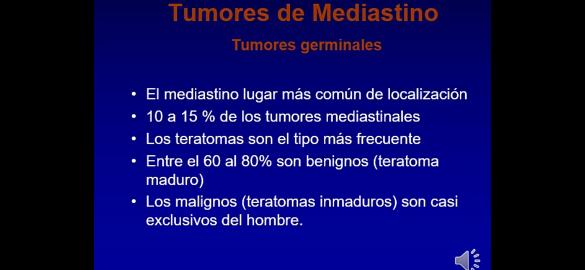 Tumores de Mediastino
Tumores germinales
• El mediastino lugar más común de localización
• 10 a 15 % de los tumores mediastinales
• Los teratomas son el tipo más frecuente
• Entre el 60 al 80% son benignos (teratoma
maduro)
• Los malignos (teratomas inmaduros) son casi
exclusivos del hombre.